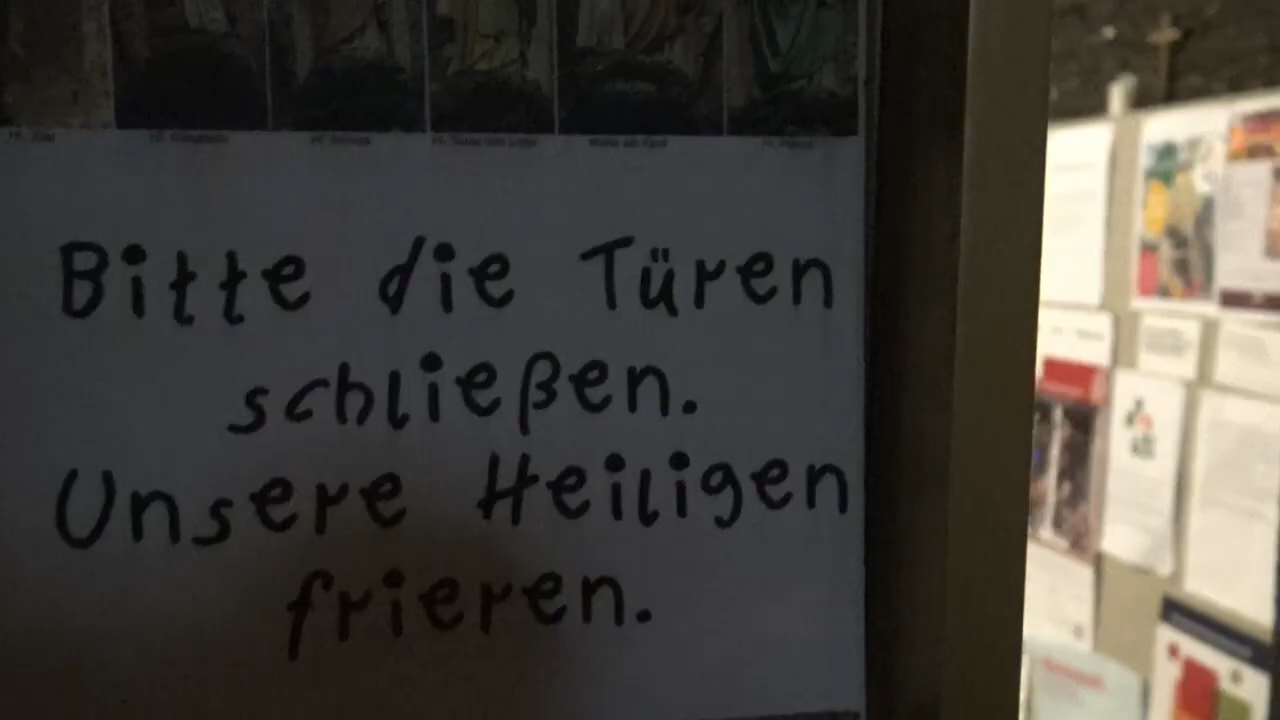 Bitte die Türen
schließen.
Unsere Heiligen
frieren.